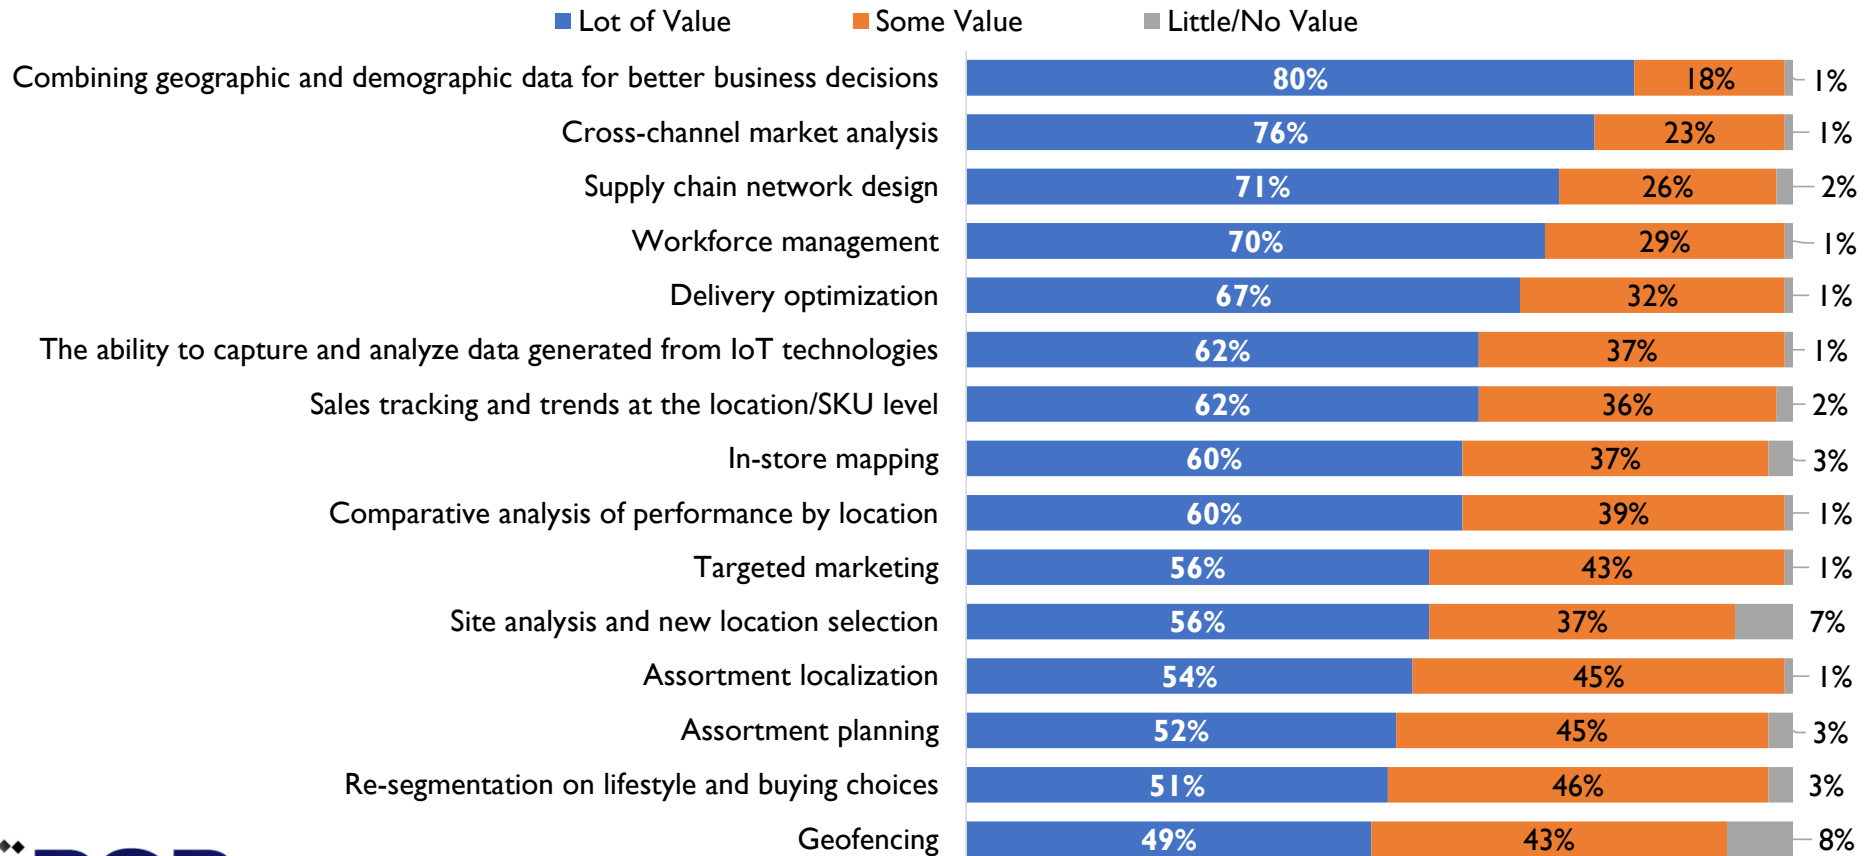 Lot of Value Some Value Little/No Value
Combining geographic and demographic data for better business decisions 80% 18% 1%
Cross-channel market analysis 76% 23% 1%
Supply chain network design 71% 26% 2%
Workforce management 70% 29% 1%
Delivery optimization 67% 32% 1%
The ability to capture and analyze data generated from IoT technologies 62% 37% 1%
Sales tracking and trends at the location/SKU level 62% 36% 2%
In-store mapping 60% 37% 3%
Comparative analysis of performance by location 60% 39% 1%
Targeted marketing 56% 43% 1%
Site analysis and new location selection 56% 37% 7%
Assortment localization 54% 45% 1%
Assortment planning 52% 45% 3%
Re-segmentation on lifestyle and buying choices 51% 46% 3%
Geofencing 49% 43% 8%